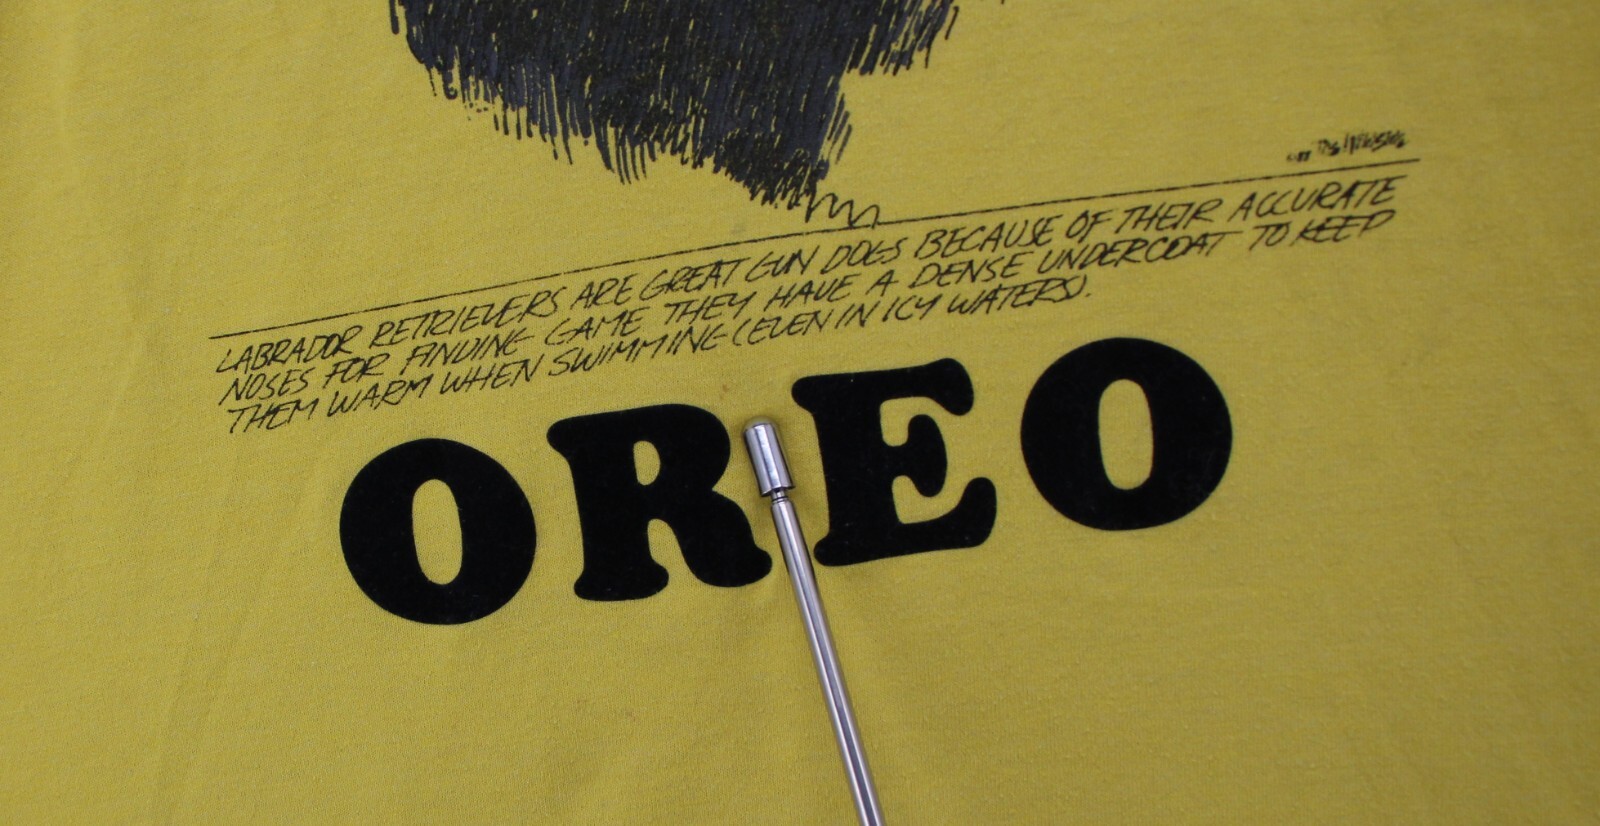 LABRADOR RETRIEVERS ARE GREAT GUN DOGS BECAUSE OF THEIR ACCURATE
NOSES FOR FINDING GAME THEY HAVE A DENSE UNDERCOAT TO KEEP
THEM WARM WHEN SWIMMING (EVEN IN ICY WATERS).
OREO